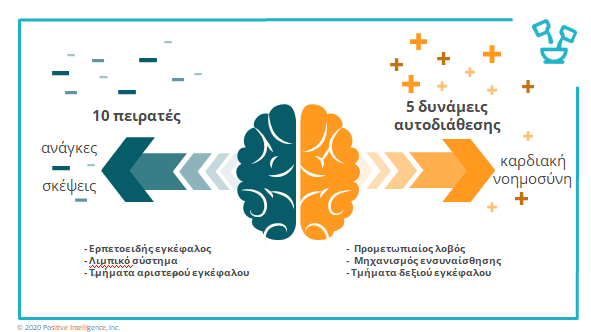 10 πειρατές
ανάγκες
σκέψεις
5 δυνάμεις
αυτοδιάθεσης
καρδιακή
νοημοσύνη
- Ερπετοειδής εγκέφαλος
- Λιμπικό σύστημα
- Τμήματα αριστερού εγκέφαλου
- Προμετωπιαίος λοβός
- Μηχανισμός ενσυναίσθησης
- Τμήματα δεξιού εγκέφαλου
© 2020 Positive Intelligence, Inc.